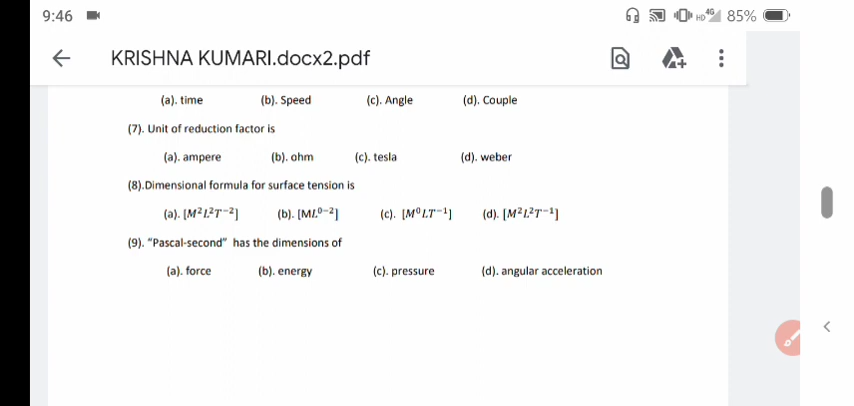 9:46 HD 4G 85%
KRISHNA KUMARI.docx2.pdf
(a). time (b). Speed (c). Angle (d). Couple
(7). Unit of reduction factor is
(a). ampere (b). ohm (c). tesla (d). weber
(8).Dimensional formula for surface tension is
(a). [M²L²T⁻²] (b). [ML⁰⁻²] (c). [M⁰LT⁻¹] (d). [M²L²T⁻¹]
(9). "Pascal-second" has the dimensions of
(a). force (b). energy (c). pressure (d). angular acceleration